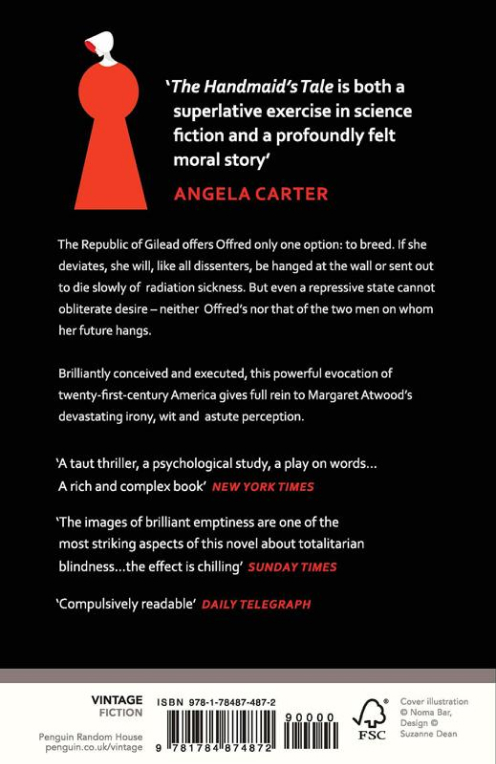 ‘The Handmaid’s Tale is both a
superlative exercise in science
fiction and a profoundly felt
moral story’
ANGELA CARTER
The Republic of Gilead offers Offred only one option: to breed. If she
deviates, she will, like all dissenters, be hanged at the wall or sent out
to die slowly of radiation sickness. But even a repressive state cannot
obliterate desire – neither Offred’s nor that of the two men on whom
her future hangs.
Brilliantly conceived and executed, this powerful evocation of
twenty-first-century America gives full rein to Margaret Atwood’s
devastating irony, wit and astute perception.
‘A taut thriller, a psychological study, a play on words...
A rich and complex book’ NEW YORK TIMES
‘The images of brilliant emptiness are one of the
most striking aspects of this novel about totalitarian
blindness...the effect is chilling’ SUNDAY TIMES
‘Compulsively readable’ DAILY TELEGRAPH
VINTAGE
FICTION
Penguin Random House
penguin.co.uk/vintage
ISBN 978-1-78487-487-2
90000
9 781784 874872
FSC
®
Cover illustration
© Noma Bar,
Design ©
Suzanne Dean